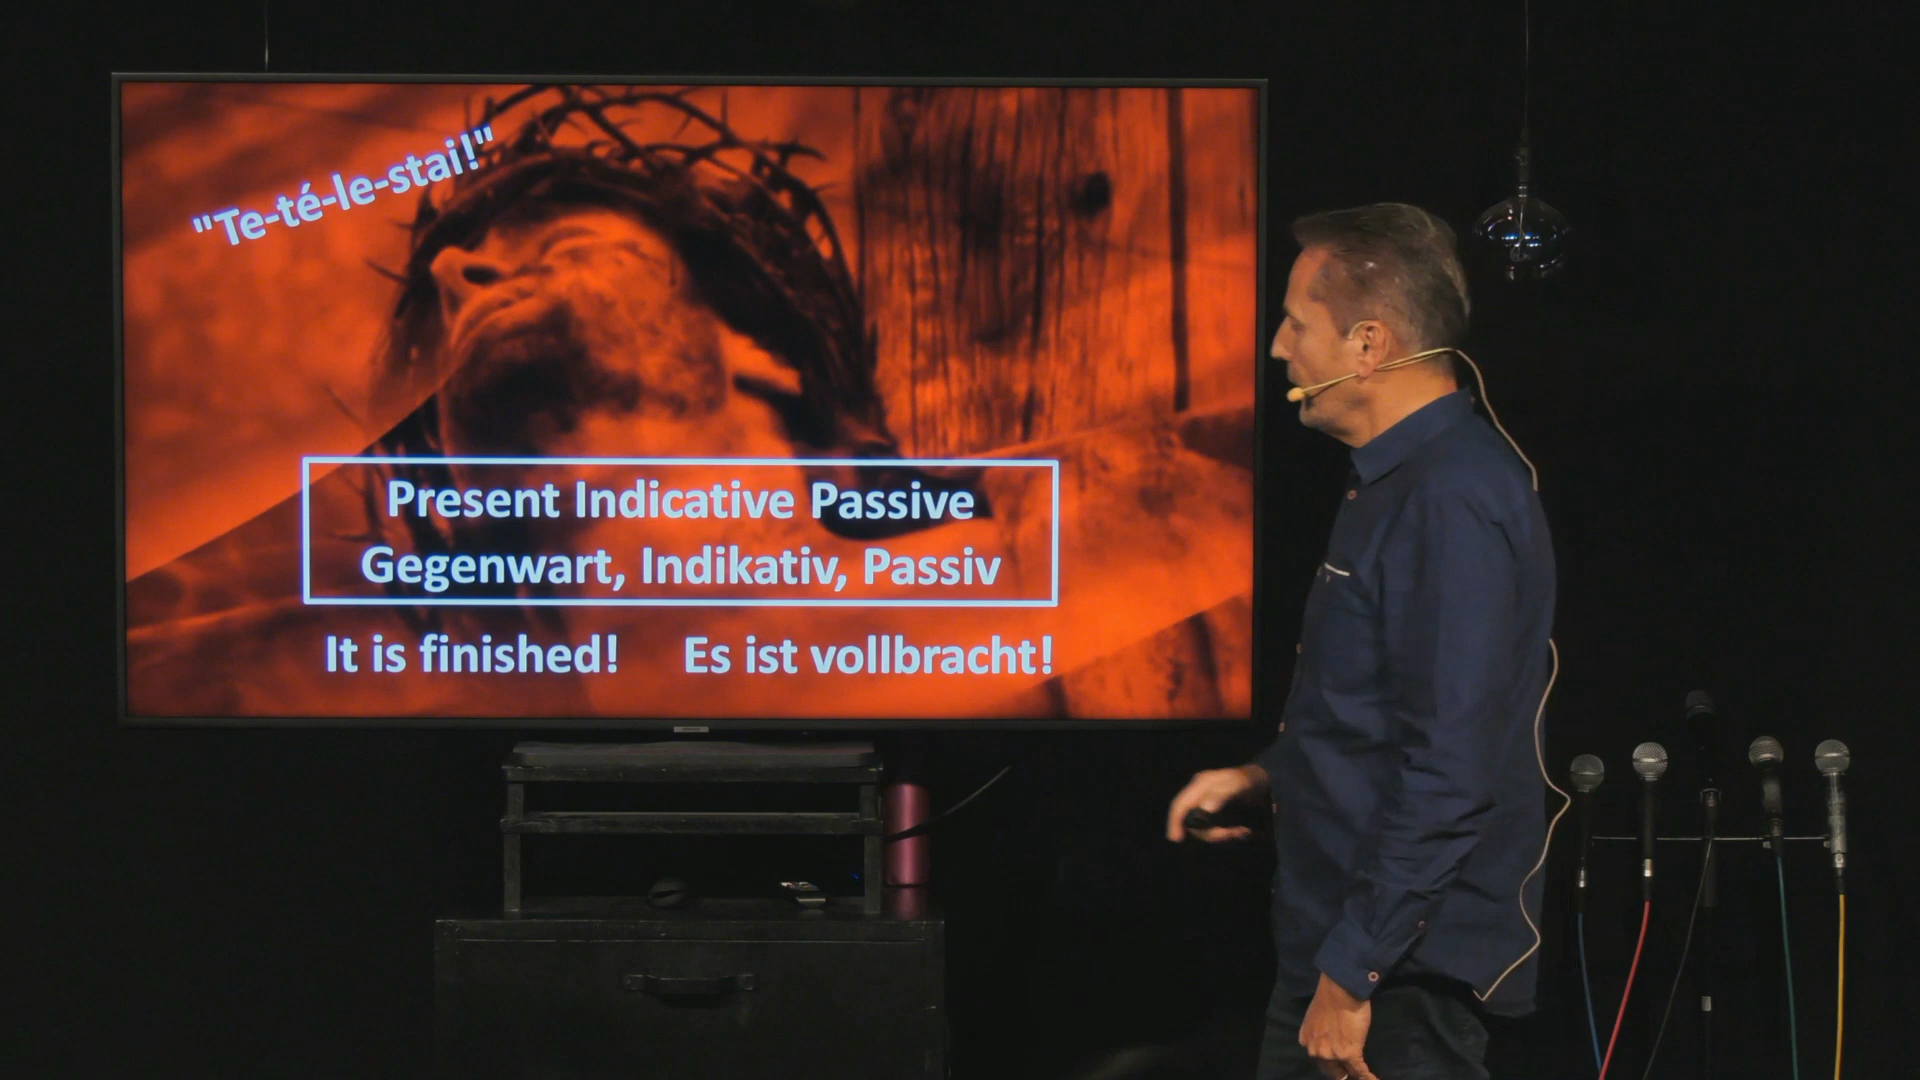 "Te-té-le-stai!"
Present Indicative Passive
Gegenwart, Indikativ, Passiv
It is finished! Es ist vollbracht!